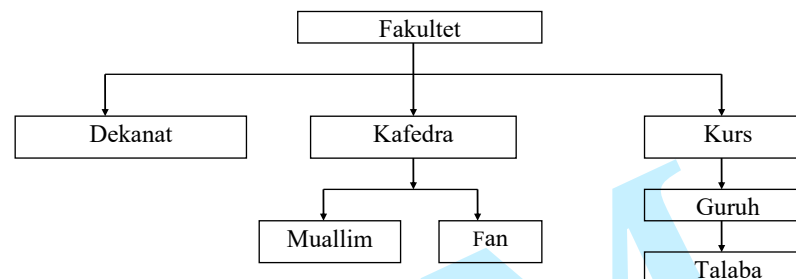 Fakultet
Dekanat
Kafedra
Kurs
Muallim
Fan
Guruh
Talaba